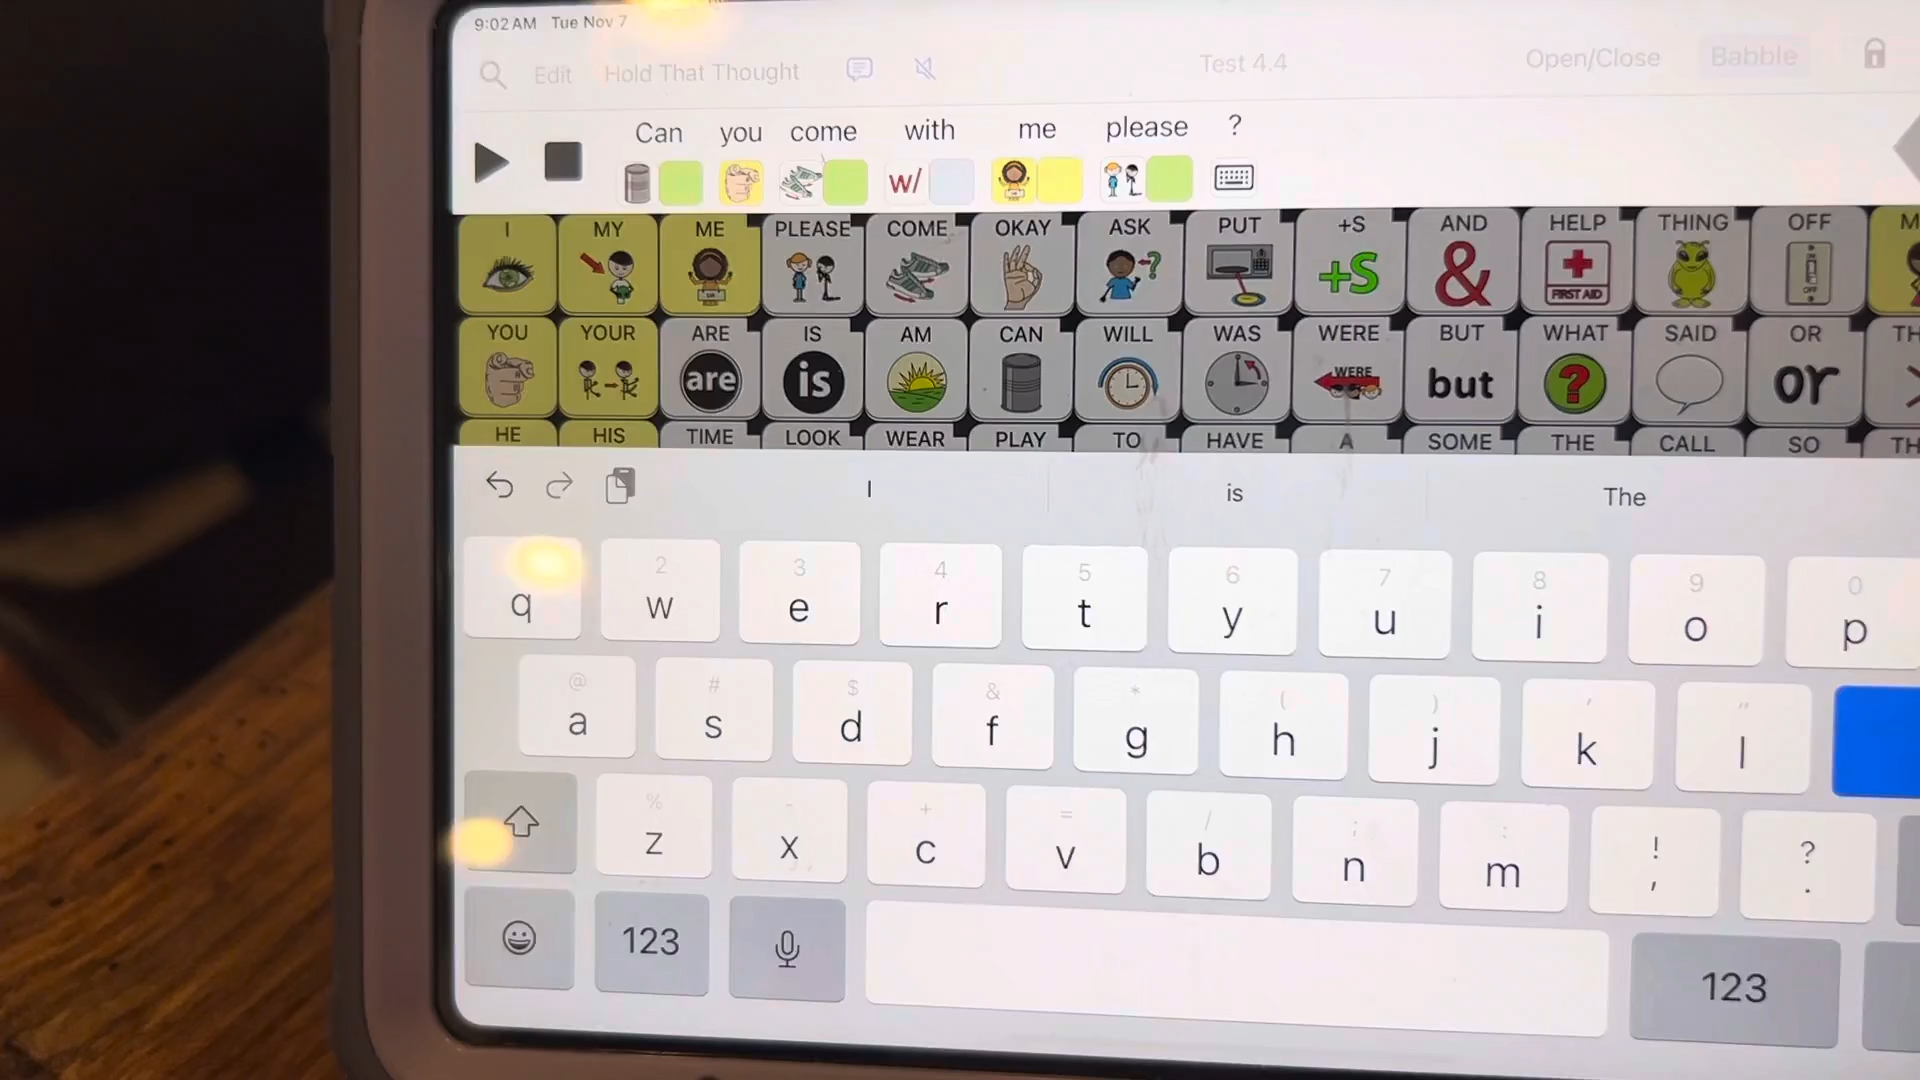 9:02 AM Tue Nov 7
Edit Hold That Thought Test 4.4 Open/Close Babble
Can you come with me please ?
w/
I MY ME PLEASE COME OKAY ASK PUT +S AND HELP THING OFF
+S & FIRST AID OFF
YOU YOUR ARE IS AM CAN WILL WAS WERE BUT WHAT SAID OR
are is WERE but ? or
HE HIS TIME LOOK WEAR PLAY TO HAVE A SOME THE CALL SO
I is The
2 3 4 5 6 7 8 9 0
q w e r t y u i o p
@ # $ & * ( ) ' "
a s d f g h j k l
% - + = / ; : ! ?
z x c v b n m , .
123 123